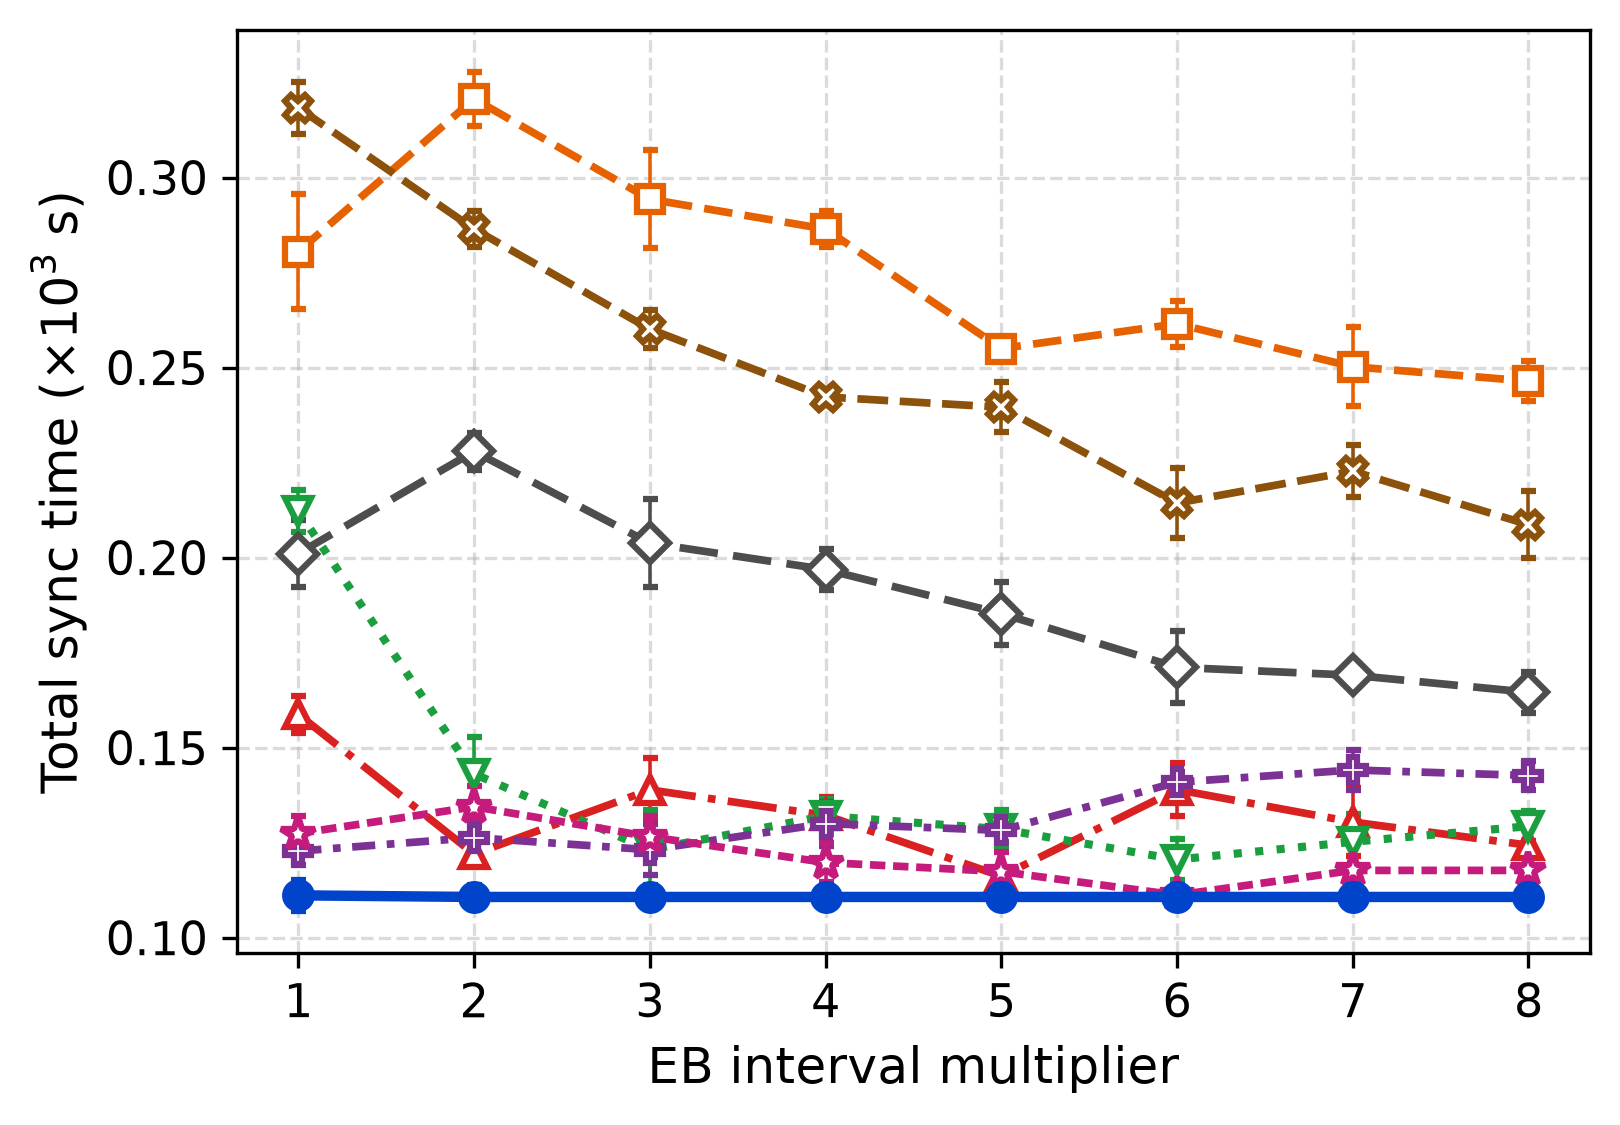 Total sync time (×10³ s)
0.30
0.25
0.20
0.15
0.10
1 2 3 4 5 6 7 8
EB interval multiplier